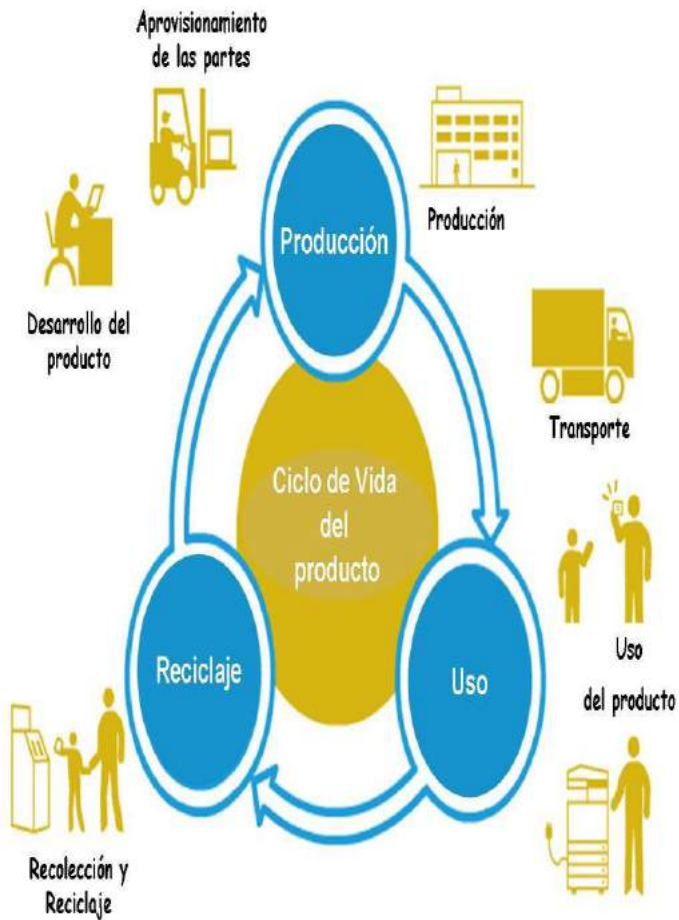 Aprovisionamiento
de las partes
Producción
Producción
Desarrollo del
producto
Transporte
Ciclo de Vida
del
producto
Reciclaje
Uso
Uso
del producto
Recolección y
Reciclaje